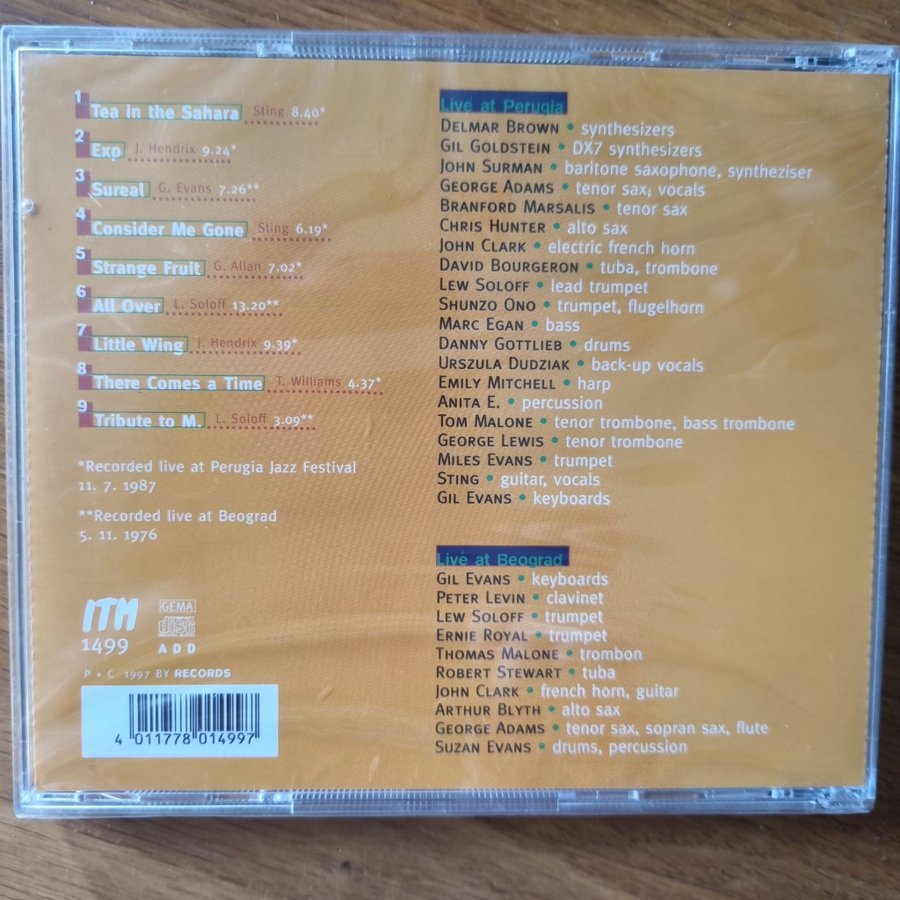 1 Tea in the Sahara Sting 8.40*
2 Exp J. Hendrix 9.24*
3 Sureal G. Evans 7.26**
4 Consider Me Gone Sting 6.19*
5 Strange Fruit G. Allan 7.02*
6 All Over L. Soloff 13.20**
7 Little Wing J. Hendrix 9.39*
8 There Comes a Time T. Williams 4.37*
9 Tribute to M. L. Soloff 3.09**
*Recorded live at Perugia Jazz Festival
11. 7. 1987
**Recorded live at Beograd
5. 11. 1976
ITM
1499
GEMA
COMPACT disc DIGITAL AUDIO
ADD
P + C 1997 BY RECORDS
4 011778 014997
Live at Perugia
DELMAR BROWN • synthesizers
GIL GOLDSTEIN • DX7 synthesizers
JOHN SURMAN • baritone saxophone, syntheziser
GEORGE ADAMS • tenor sax, vocals
BRANFORD MARSALIS • tenor sax
CHRIS HUNTER • alto sax
JOHN CLARK • electric french horn
DAVID BOURGERON • tuba, trombone
LEW SOLOFF • lead trumpet
SHUNZO ONO • trumpet, flugelhorn
MARC EGAN • bass
DANNY GOTTLIEB • drums
URSZULA DUDZIAK • back-up vocals
EMILY MITCHELL • harp
ANITA E. • percussion
TOM MALONE • tenor trombone, bass trombone
GEORGE LEWIS • tenor trombone
MILES EVANS • trumpet
STING • guitar, vocals
GIL EVANS • keyboards
Live at Beograd
GIL EVANS • keyboards
PETER LEVIN • clavinet
LEW SOLOFF • trumpet
ERNIE ROYAL • trumpet
THOMAS MALONE • trombon
ROBERT STEWART • tuba
JOHN CLARK • french horn, guitar
ARTHUR BLYTH • alto sax
GEORGE ADAMS • tenor sax, sopran sax, flute
SUZAN EVANS • drums, percussion